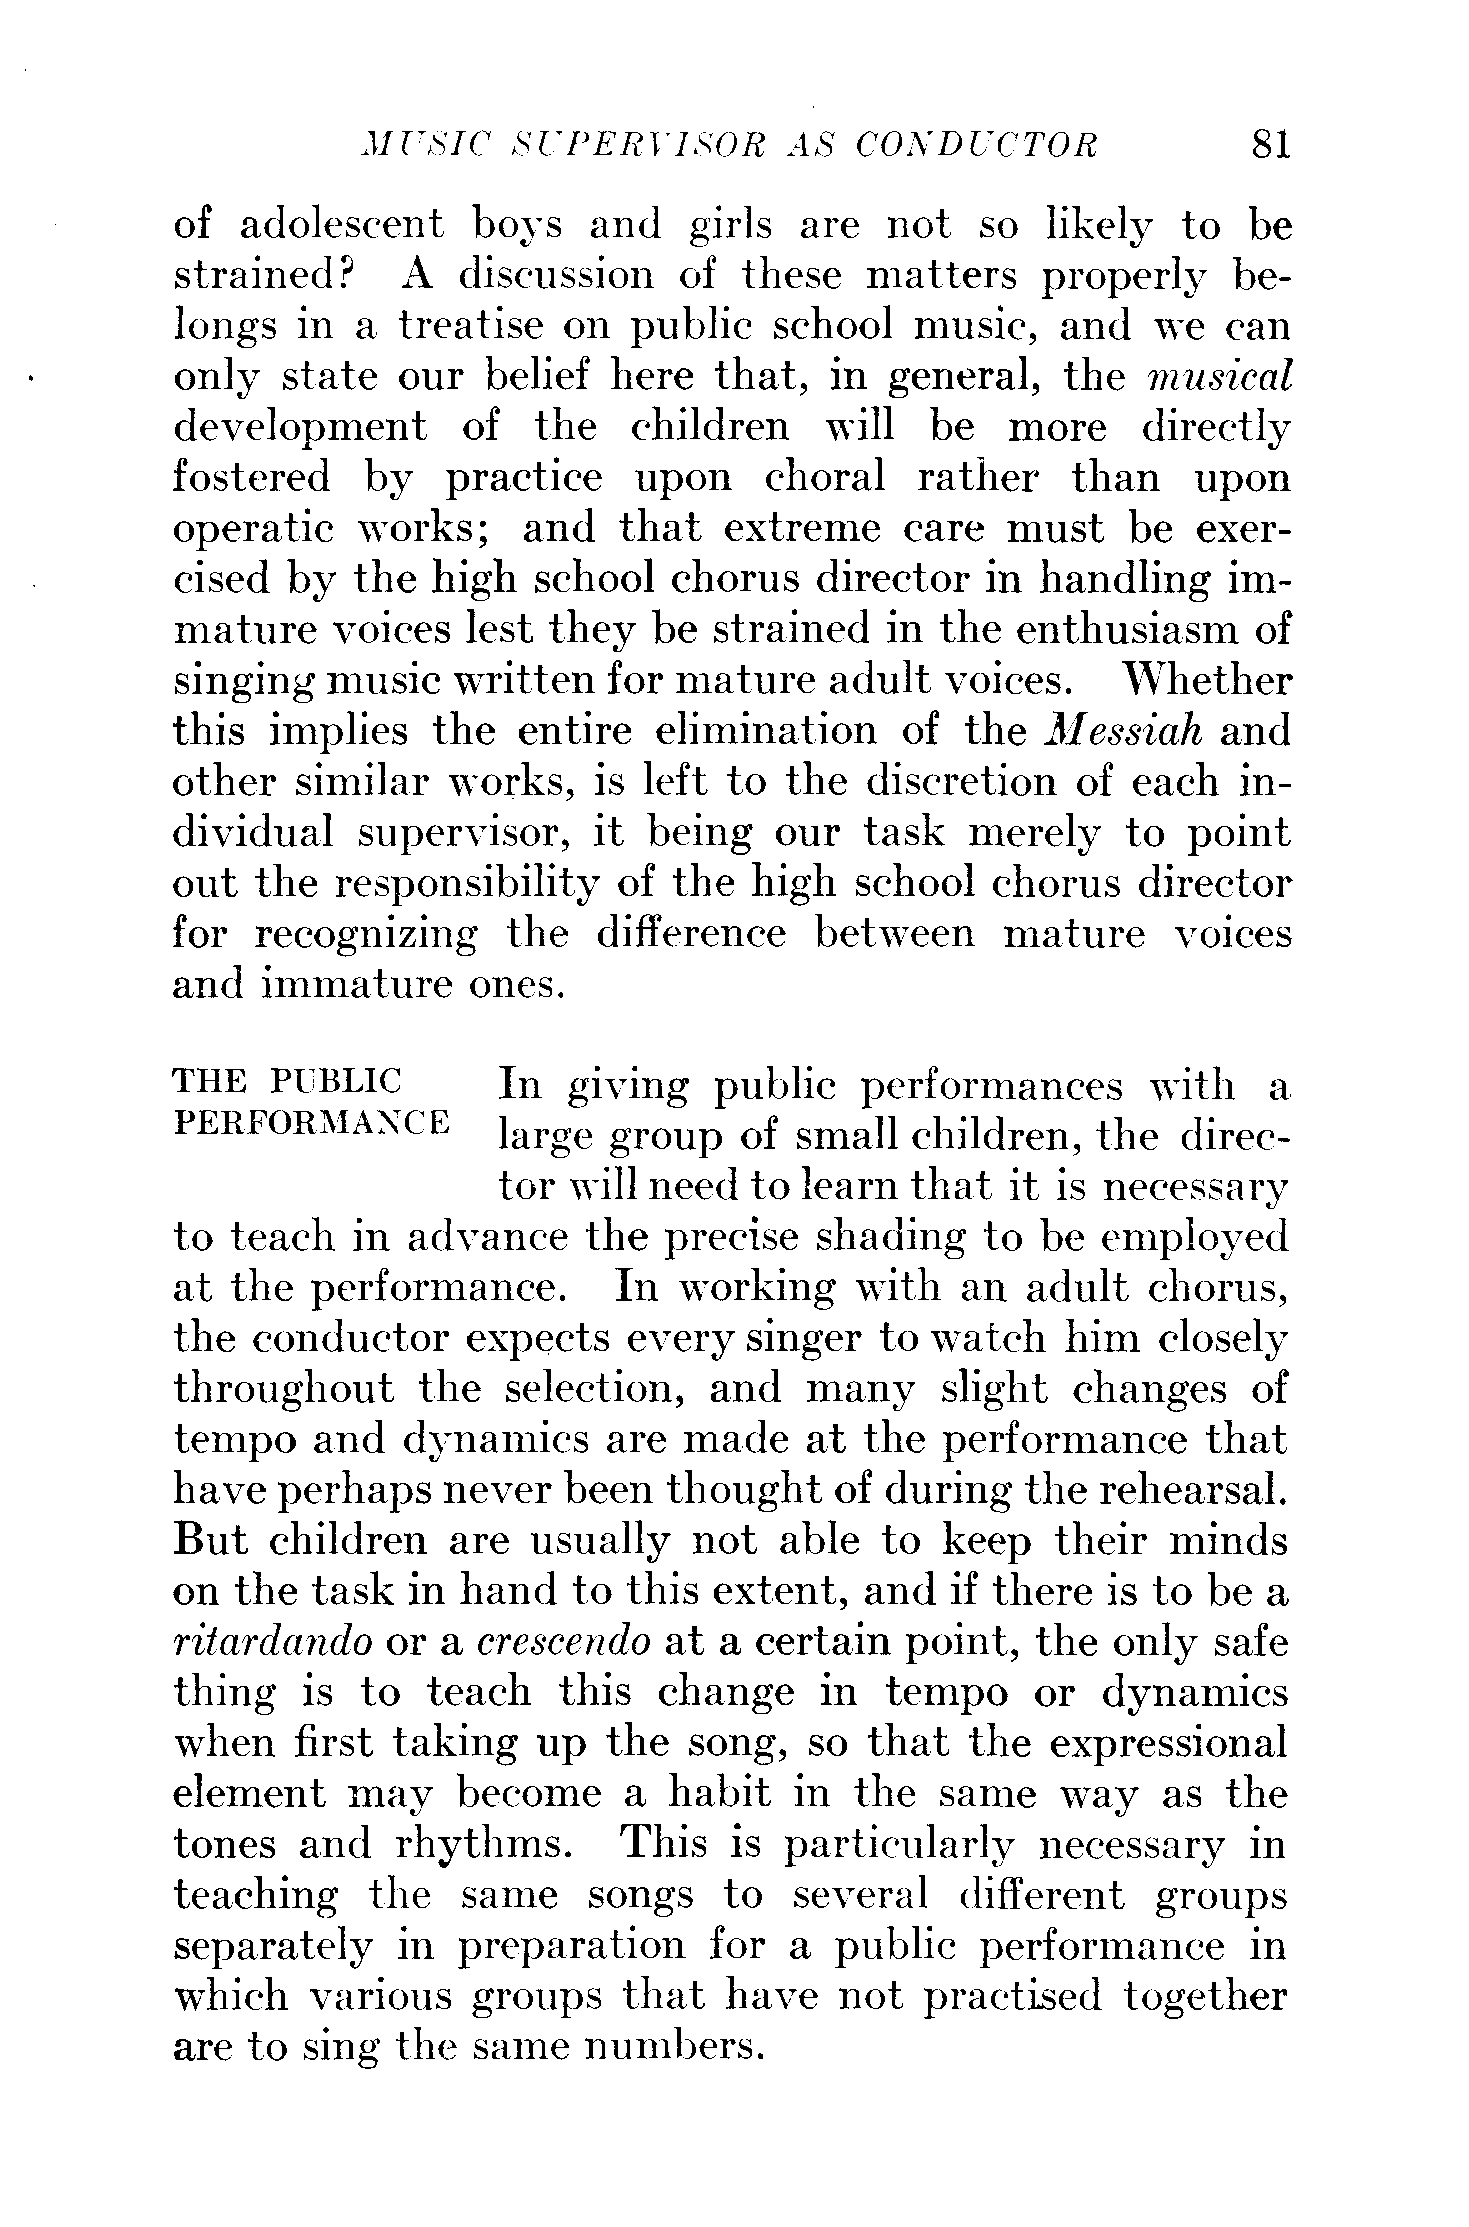 MUSIC SUPERVISOR AS CONDUCTOR 81
of adolescent boys and girls are not so likely to be
strained? A discussion of these matters properly be-
longs in a treatise on public school music, and we can
only state our belief here that, in general, the musical
development of the children will be more directly
fostered by practice upon choral rather than upon
operatic works; and that extreme care must be exer-
cised by the high school chorus director in handling im-
mature voices lest they be strained in the enthusiasm of
singing music written for mature adult voices. Whether
this implies the entire elimination of the Messiah and
other similar works, is left to the discretion of each in-
dividual supervisor, it being our task merely to point
out the responsibility of the high school chorus director
for recognizing the difference between mature voices
and immature ones.
THE PUBLIC
PERFORMANCE
In giving public performances with a
large group of small children, the direc-
tor will need to learn that it is necessary
to teach in advance the precise shading to be employed
at the performance. In working with an adult chorus,
the conductor expects every singer to watch him closely
throughout the selection, and many slight changes of
tempo and dynamics are made at the performance that
have perhaps never been thought of during the rehearsal.
But children are usually not able to keep their minds
on the task in hand to this extent, and if there is to be a
ritardando or a crescendo at a certain point, the only safe
thing is to teach this change in tempo or dynamics
when first taking up the song, so that the expressional
element may become a habit in the same way as the
tones and rhythms. This is particularly necessary in
teaching the same songs to several different groups
separately in preparation for a public performance in
which various groups that have not practised together
are to sing the same numbers.